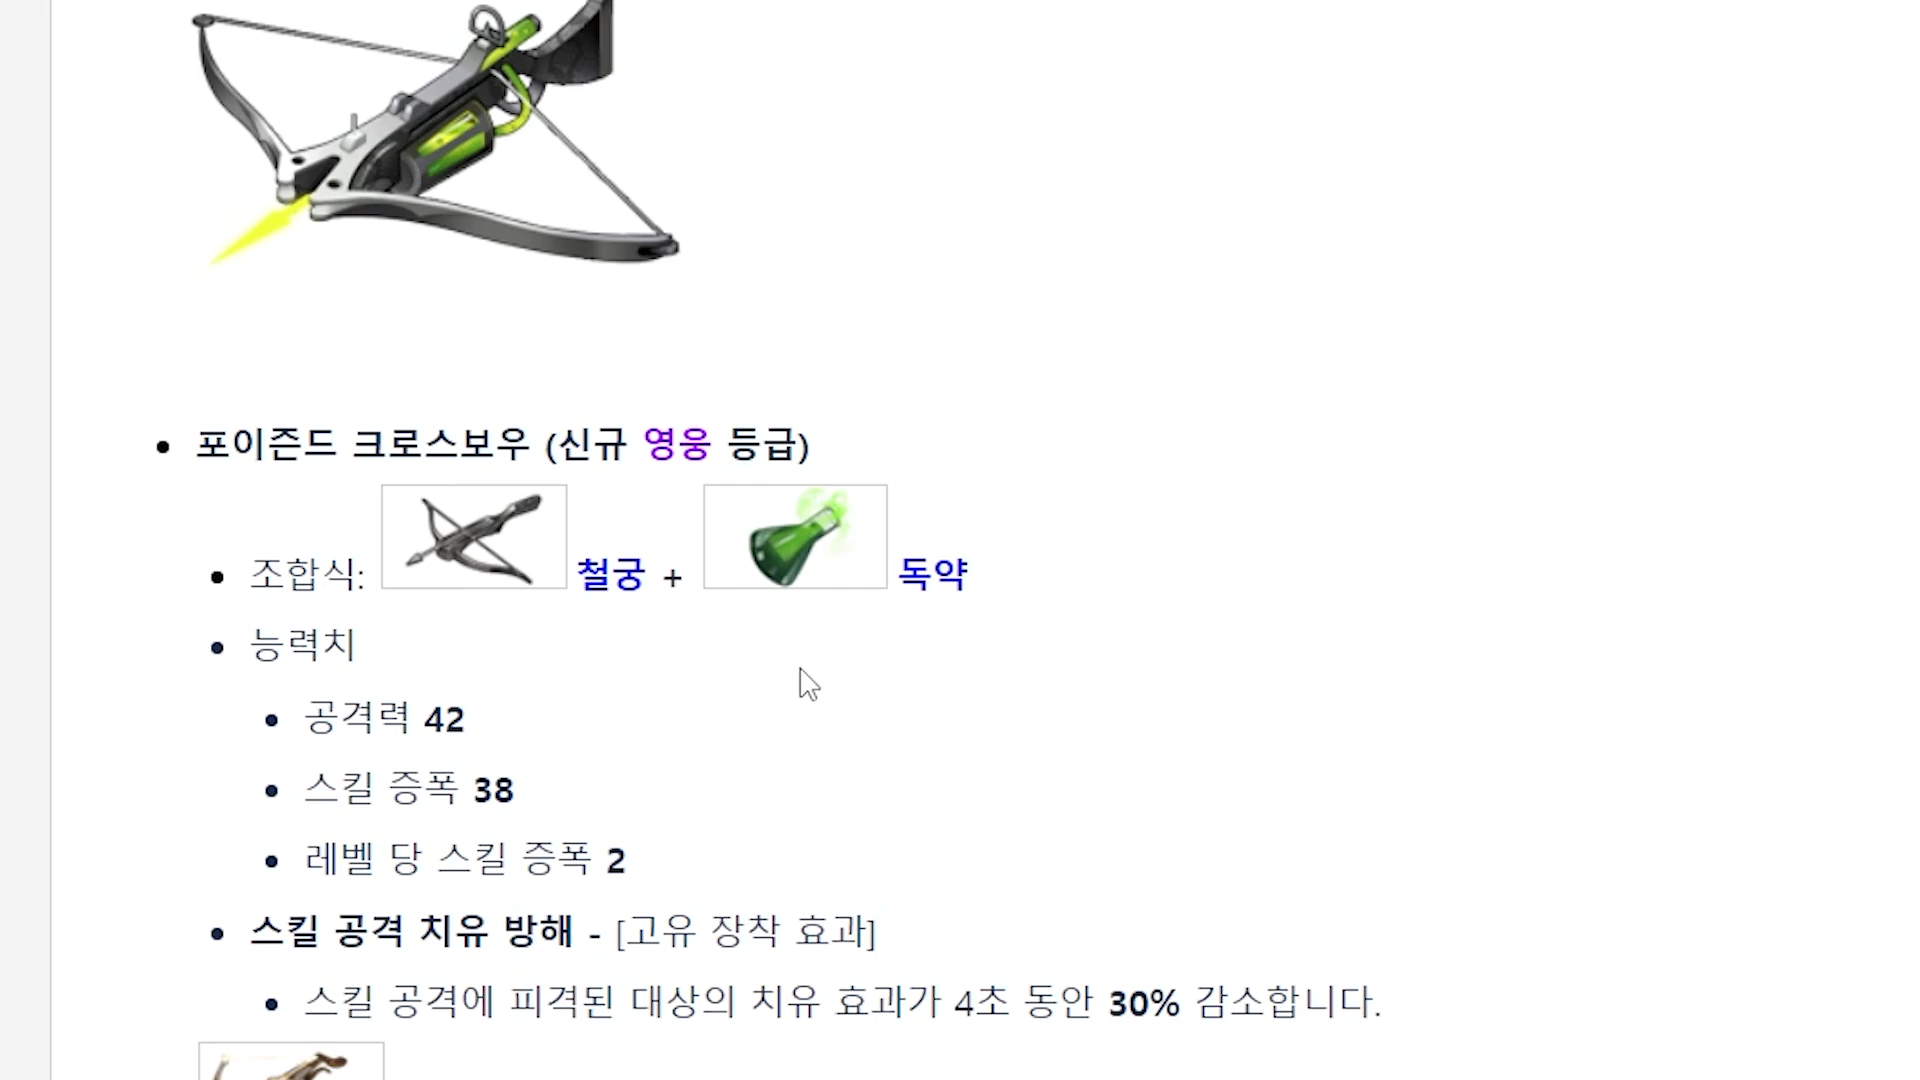 포이즌드 크로스보우 (신규 영웅 등급)
조합식: 철궁 + 독약
능력치
공격력 42
스킬 증폭 38
레벨 당 스킬 증폭 2
스킬 공격 치유 방해 - [고유 장착 효과]
스킬 공격에 피격된 대상의 치유 효과가 4초 동안 30% 감소합니다.